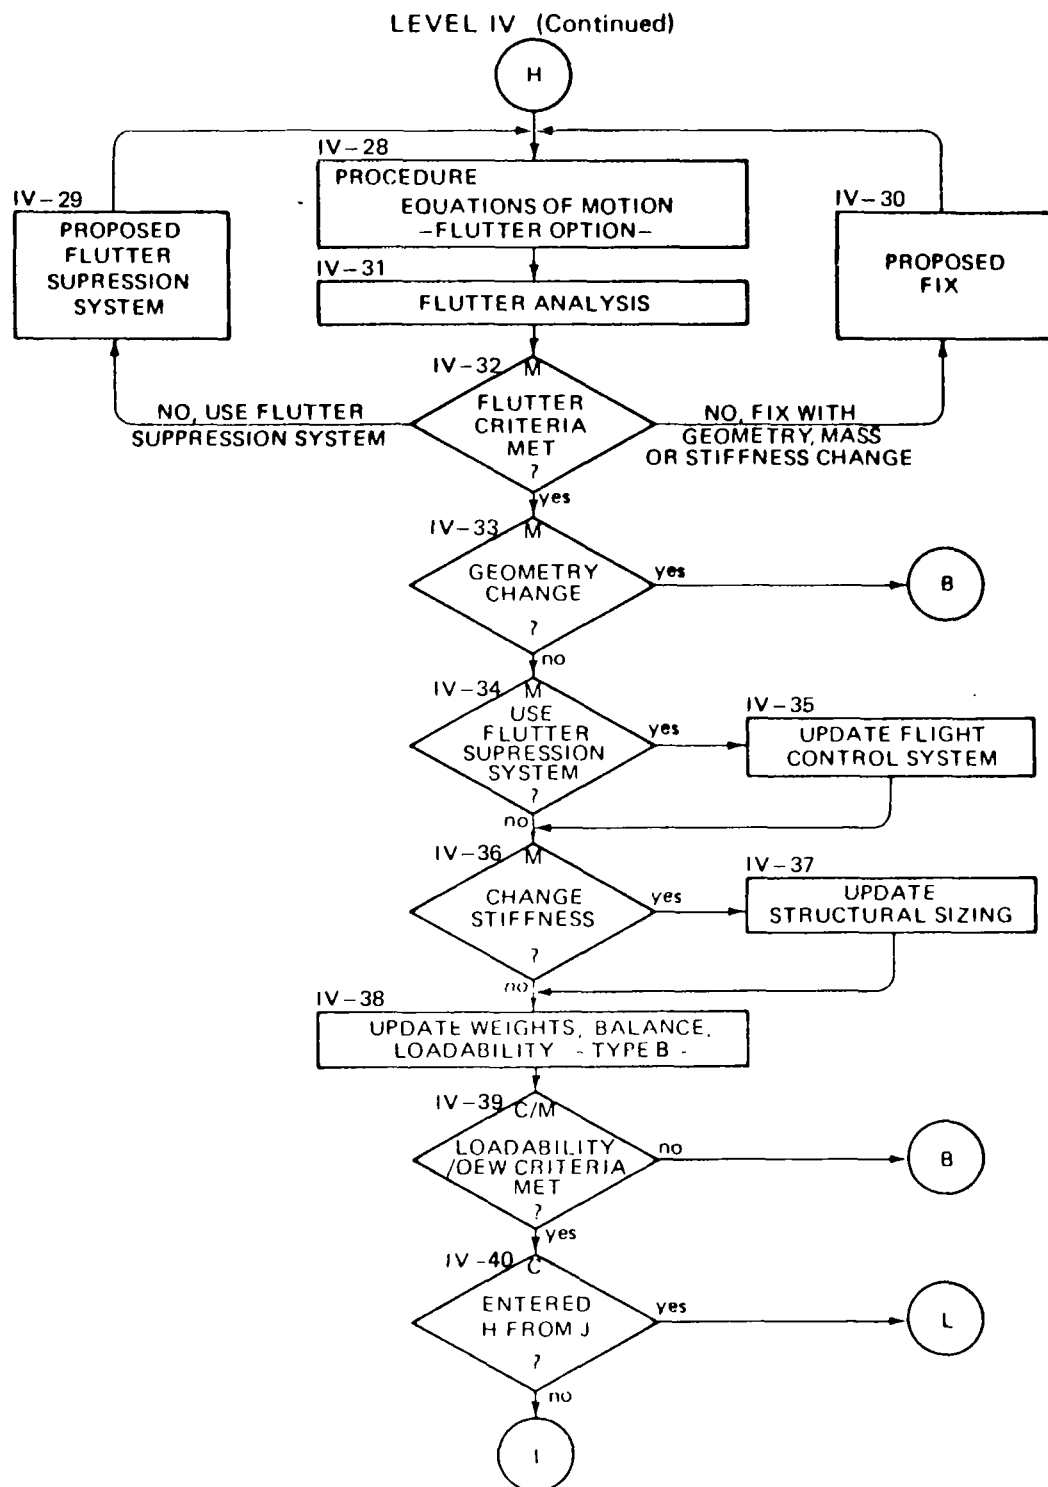 LEVEL IV (Continued)
H
IV-28
PROCEDURE
EQUATIONS OF MOTION
-FLUTTER OPTION-
IV-29
PROPOSED
FLUTTER
SUPRESSION
SYSTEM
IV-30
PROPOSED
FIX
IV-31
FLUTTER ANALYSIS
IV-32
M
FLUTTER
CRITERIA
MET
?
NO, USE FLUTTER
SUPPRESSION SYSTEM
NO, FIX WITH
GEOMETRY, MASS
OR STIFFNESS CHANGE
yes
IV-33
M
GEOMETRY
CHANGE
?
yes
B
no
IV-34
M
USE
FLUTTER
SUPRESSION
SYSTEM
?
yes
IV-35
UPDATE FLIGHT
CONTROL SYSTEM
no
IV-36
M
CHANGE
STIFFNESS
?
yes
IV-37
UPDATE
STRUCTURAL SIZING
no
IV-38
UPDATE WEIGHTS, BALANCE,
LOADABILITY - TYPE B -
IV-39
C/M
LOADABILITY
/OEW CRITERIA
MET
?
no
B
yes
IV-40
C
ENTERED
H FROM J
?
yes
L
no
I